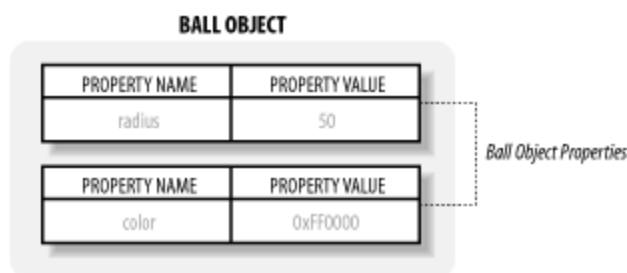 BALL OBJECT
PROPERTY NAME PROPERTY VALUE
radius 50
Ball Object Properties
PROPERTY NAME PROPERTY VALUE
color 0xFF0000